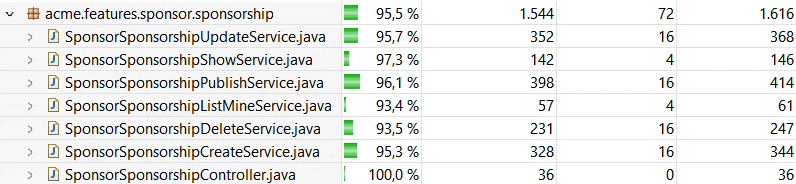 acme.features.sponsor.sponsorship 95,5 % 1.544 72 1.616
SponsorSponsorshipUpdateService.java 95,7 % 352 16 368
SponsorSponsorshipShowService.java 97,3 % 142 4 146
SponsorSponsorshipPublishService.java 96,1 % 398 16 414
SponsorSponsorshipListMineService.java 93,4 % 57 4 61
SponsorSponsorshipDeleteService.java 93,5 % 231 16 247
SponsorSponsorshipCreateService.java 95,3 % 328 16 344
SponsorSponsorshipController.java 100,0 % 36 0 36